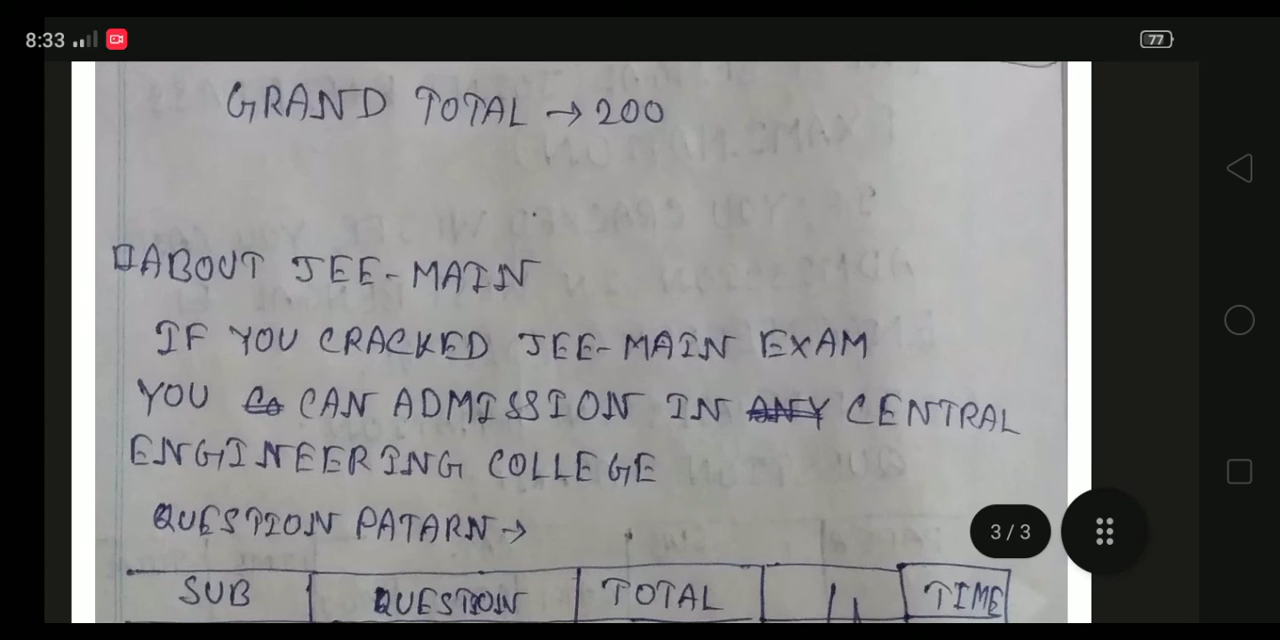 8:33
77
GRAND TOTAL → 200
ABOUT JEE-MAIN
IF YOU CRACKED JEE-MAIN EXAM
YOU CAN ADMISSION IN ANY CENTRAL
ENGINEERING COLLEGE
QUESTION PATARN →
3/3
SUB QUESTION TOTAL TIME